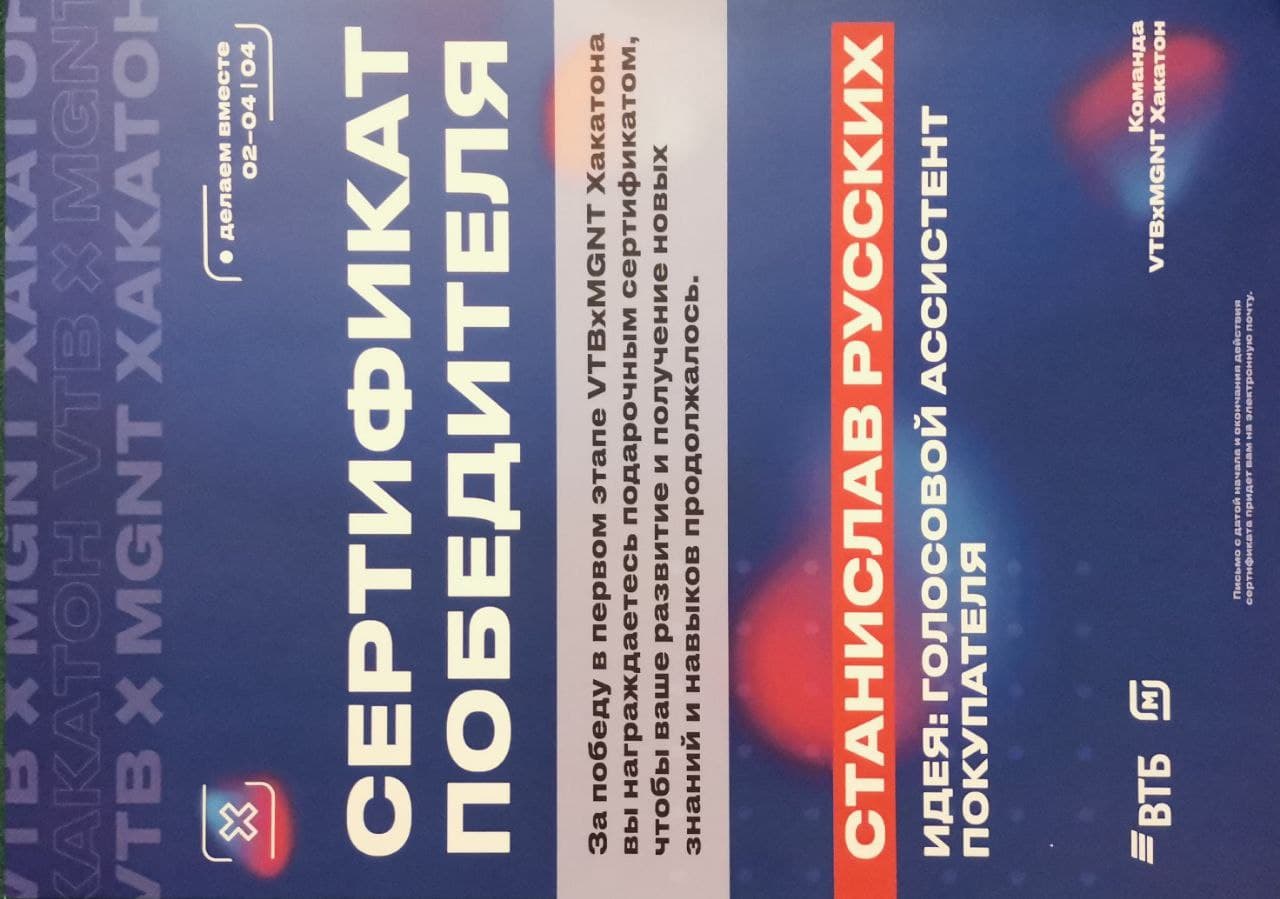 VTB X MGNT ХАКАТОН
ХАКАТОН VTB X MGNT
VTB X MGNT ХАКАТОН
делаем вместе
02–04 | 04
СЕРТИФИКАТ
ПОБЕДИТЕЛЯ
За победу в первом этапе VTBxMGNT Хакатона
вы награждаетесь подарочным сертификатом,
чтобы ваше развитие и получение новых
знаний и навыков продолжалось.
СТАНИСЛАВ РУССКИХ
ИДЕЯ: ГОЛОСОВОЙ АССИСТЕНТ
ПОКУПАТЕЛЯ
ВТБ М
Команда
VTBxMGNT Хакатон
Письмо с датой начала и окончания действия
сертификата придет вам на электронную почту.